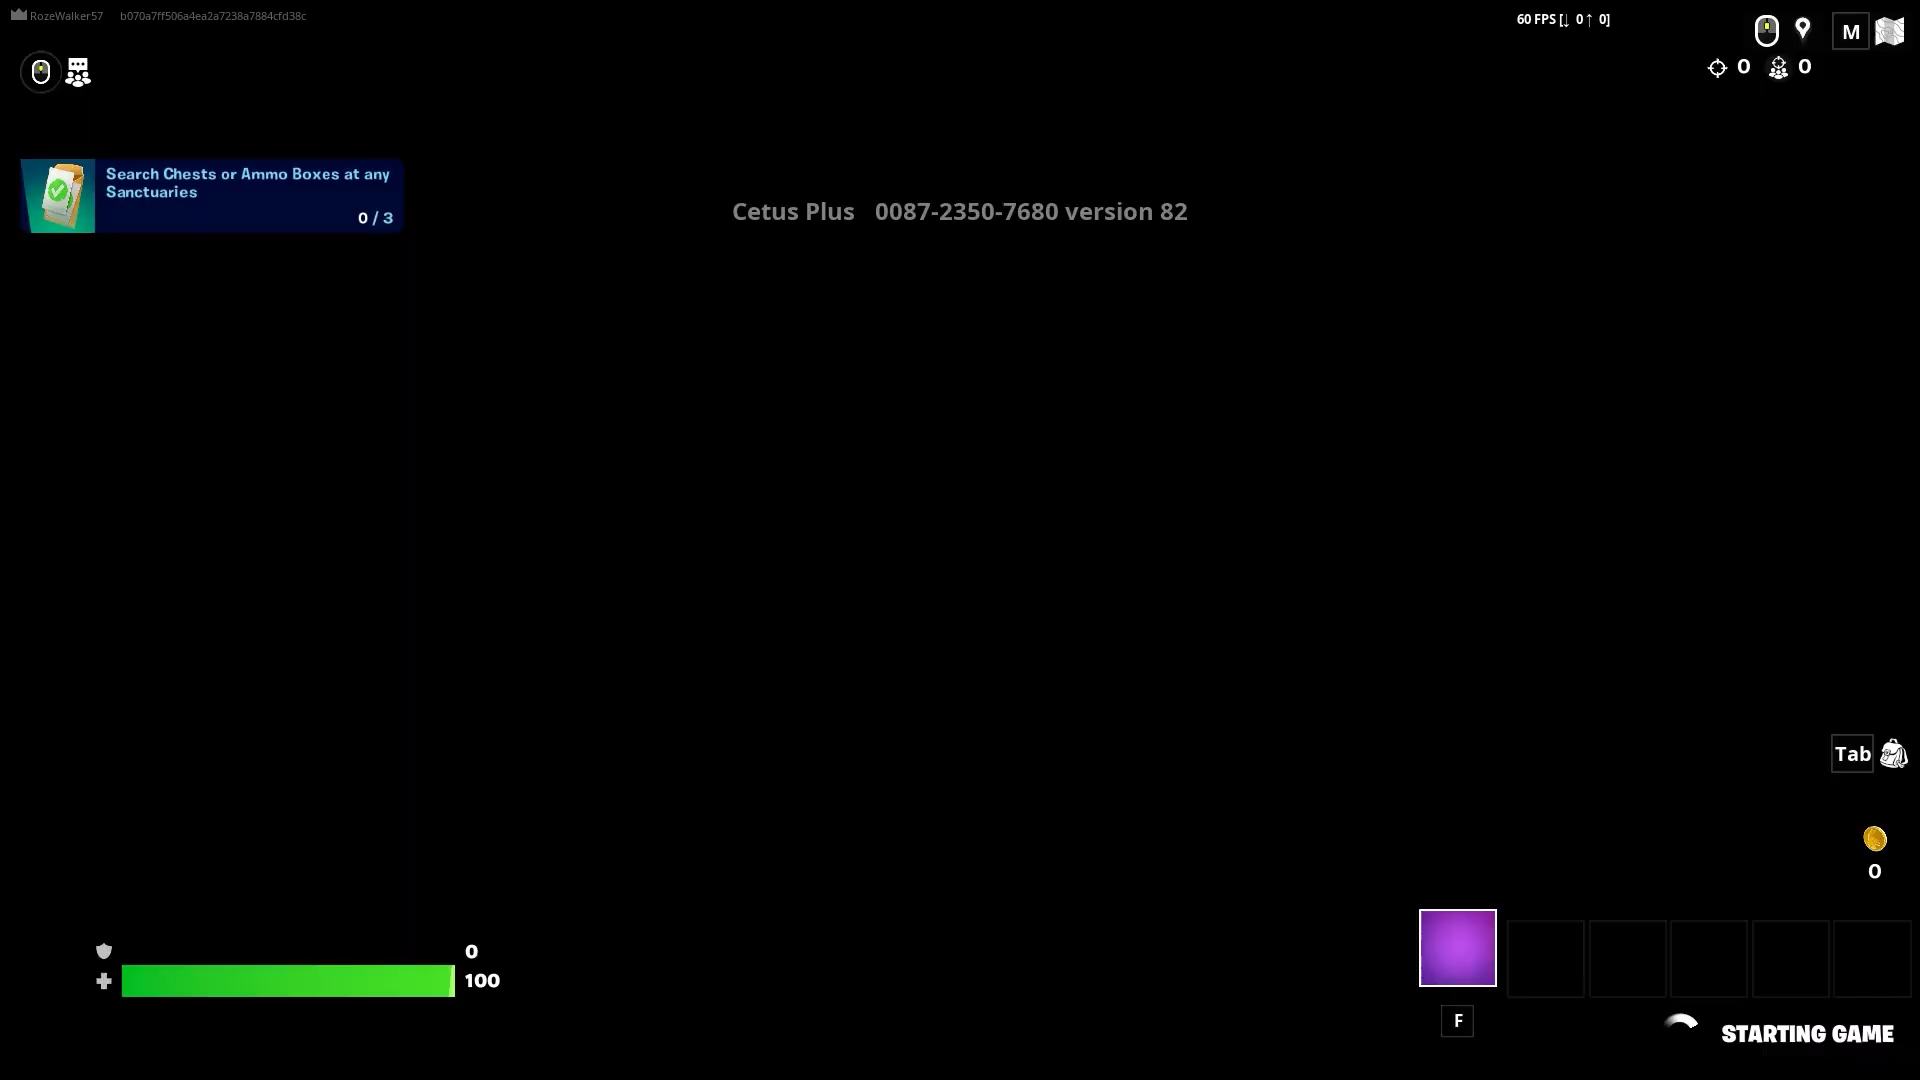 RozeWalker57 b070a7ff506a4ea2a7238a7884cfd38c
60 FPS [↓ 0↑ 0]
M
0 0
Search Chests or Ammo Boxes at any
Sanctuaries
0 / 3
Cetus Plus 0087-2350-7680 version 82
Tab
0
0
100
F
STARTING GAME